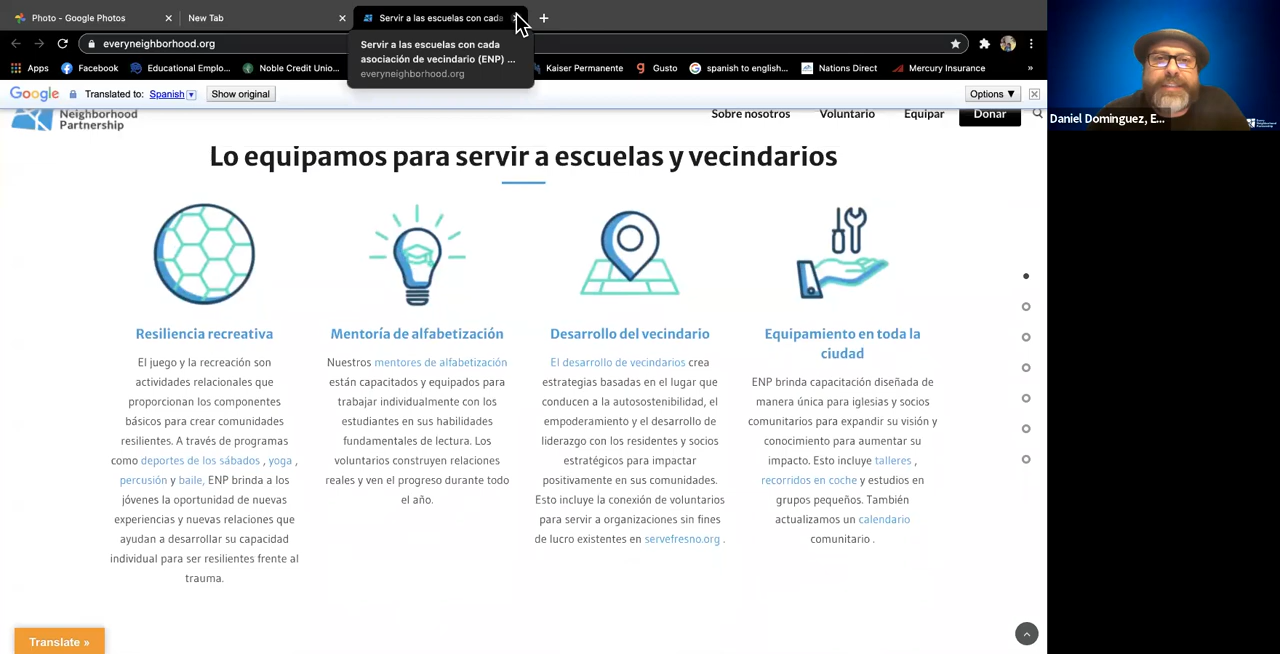 Photo - Google Photos
New Tab
Servir a las escuelas con cada
everyneighborhood.org
Servir a las escuelas con cada
asociación de vecindario (ENP) ...
everyneighborhood.org
Apps
Facebook
Educational Emplo...
Noble Credit Unio...
Kaiser Permanente
Gusto
spanish to english...
Nations Direct
Mercury Insurance
»
Google
Translated to: Spanish
Show original
Options ▼
Neighborhood
Partnership
Sobre nosotros
Voluntario
Equipar
Donar
Lo equipamos para servir a escuelas y vecindarios
Resiliencia recreativa
El juego y la recreación son
actividades relacionales que
proporcionan los componentes
básicos para crear comunidades
resilientes. A través de programas
como deportes de los sábados , yoga ,
percusión y baile, ENP brinda a los
jóvenes la oportunidad de nuevas
experiencias y nuevas relaciones que
ayudan a desarrollar su capacidad
individual para ser resilientes frente al
trauma.
Mentoría de alfabetización
Nuestros mentores de alfabetización
están capacitados y equipados para
trabajar individualmente con los
estudiantes en sus habilidades
fundamentales de lectura. Los
voluntarios construyen relaciones
reales y ven el progreso durante todo
el año.
Desarrollo del vecindario
El desarrollo de vecindarios crea
estrategias basadas en el lugar que
conducen a la autosostenibilidad, el
empoderamiento y el desarrollo de
liderazgo con los residentes y socios
estratégicos para impactar
positivamente en sus comunidades.
Esto incluye la conexión de voluntarios
para servir a organizaciones sin fines
de lucro existentes en servefresno.org .
Equipamiento en toda la
ciudad
ENP brinda capacitación diseñada de
manera única para iglesias y socios
comunitarios para expandir su visión y
conocimiento para aumentar su
impacto. Esto incluye talleres ,
recorridos en coche y estudios en
grupos pequeños. También
actualizamos un calendario
comunitario .
Translate »
Daniel Dominguez, E...